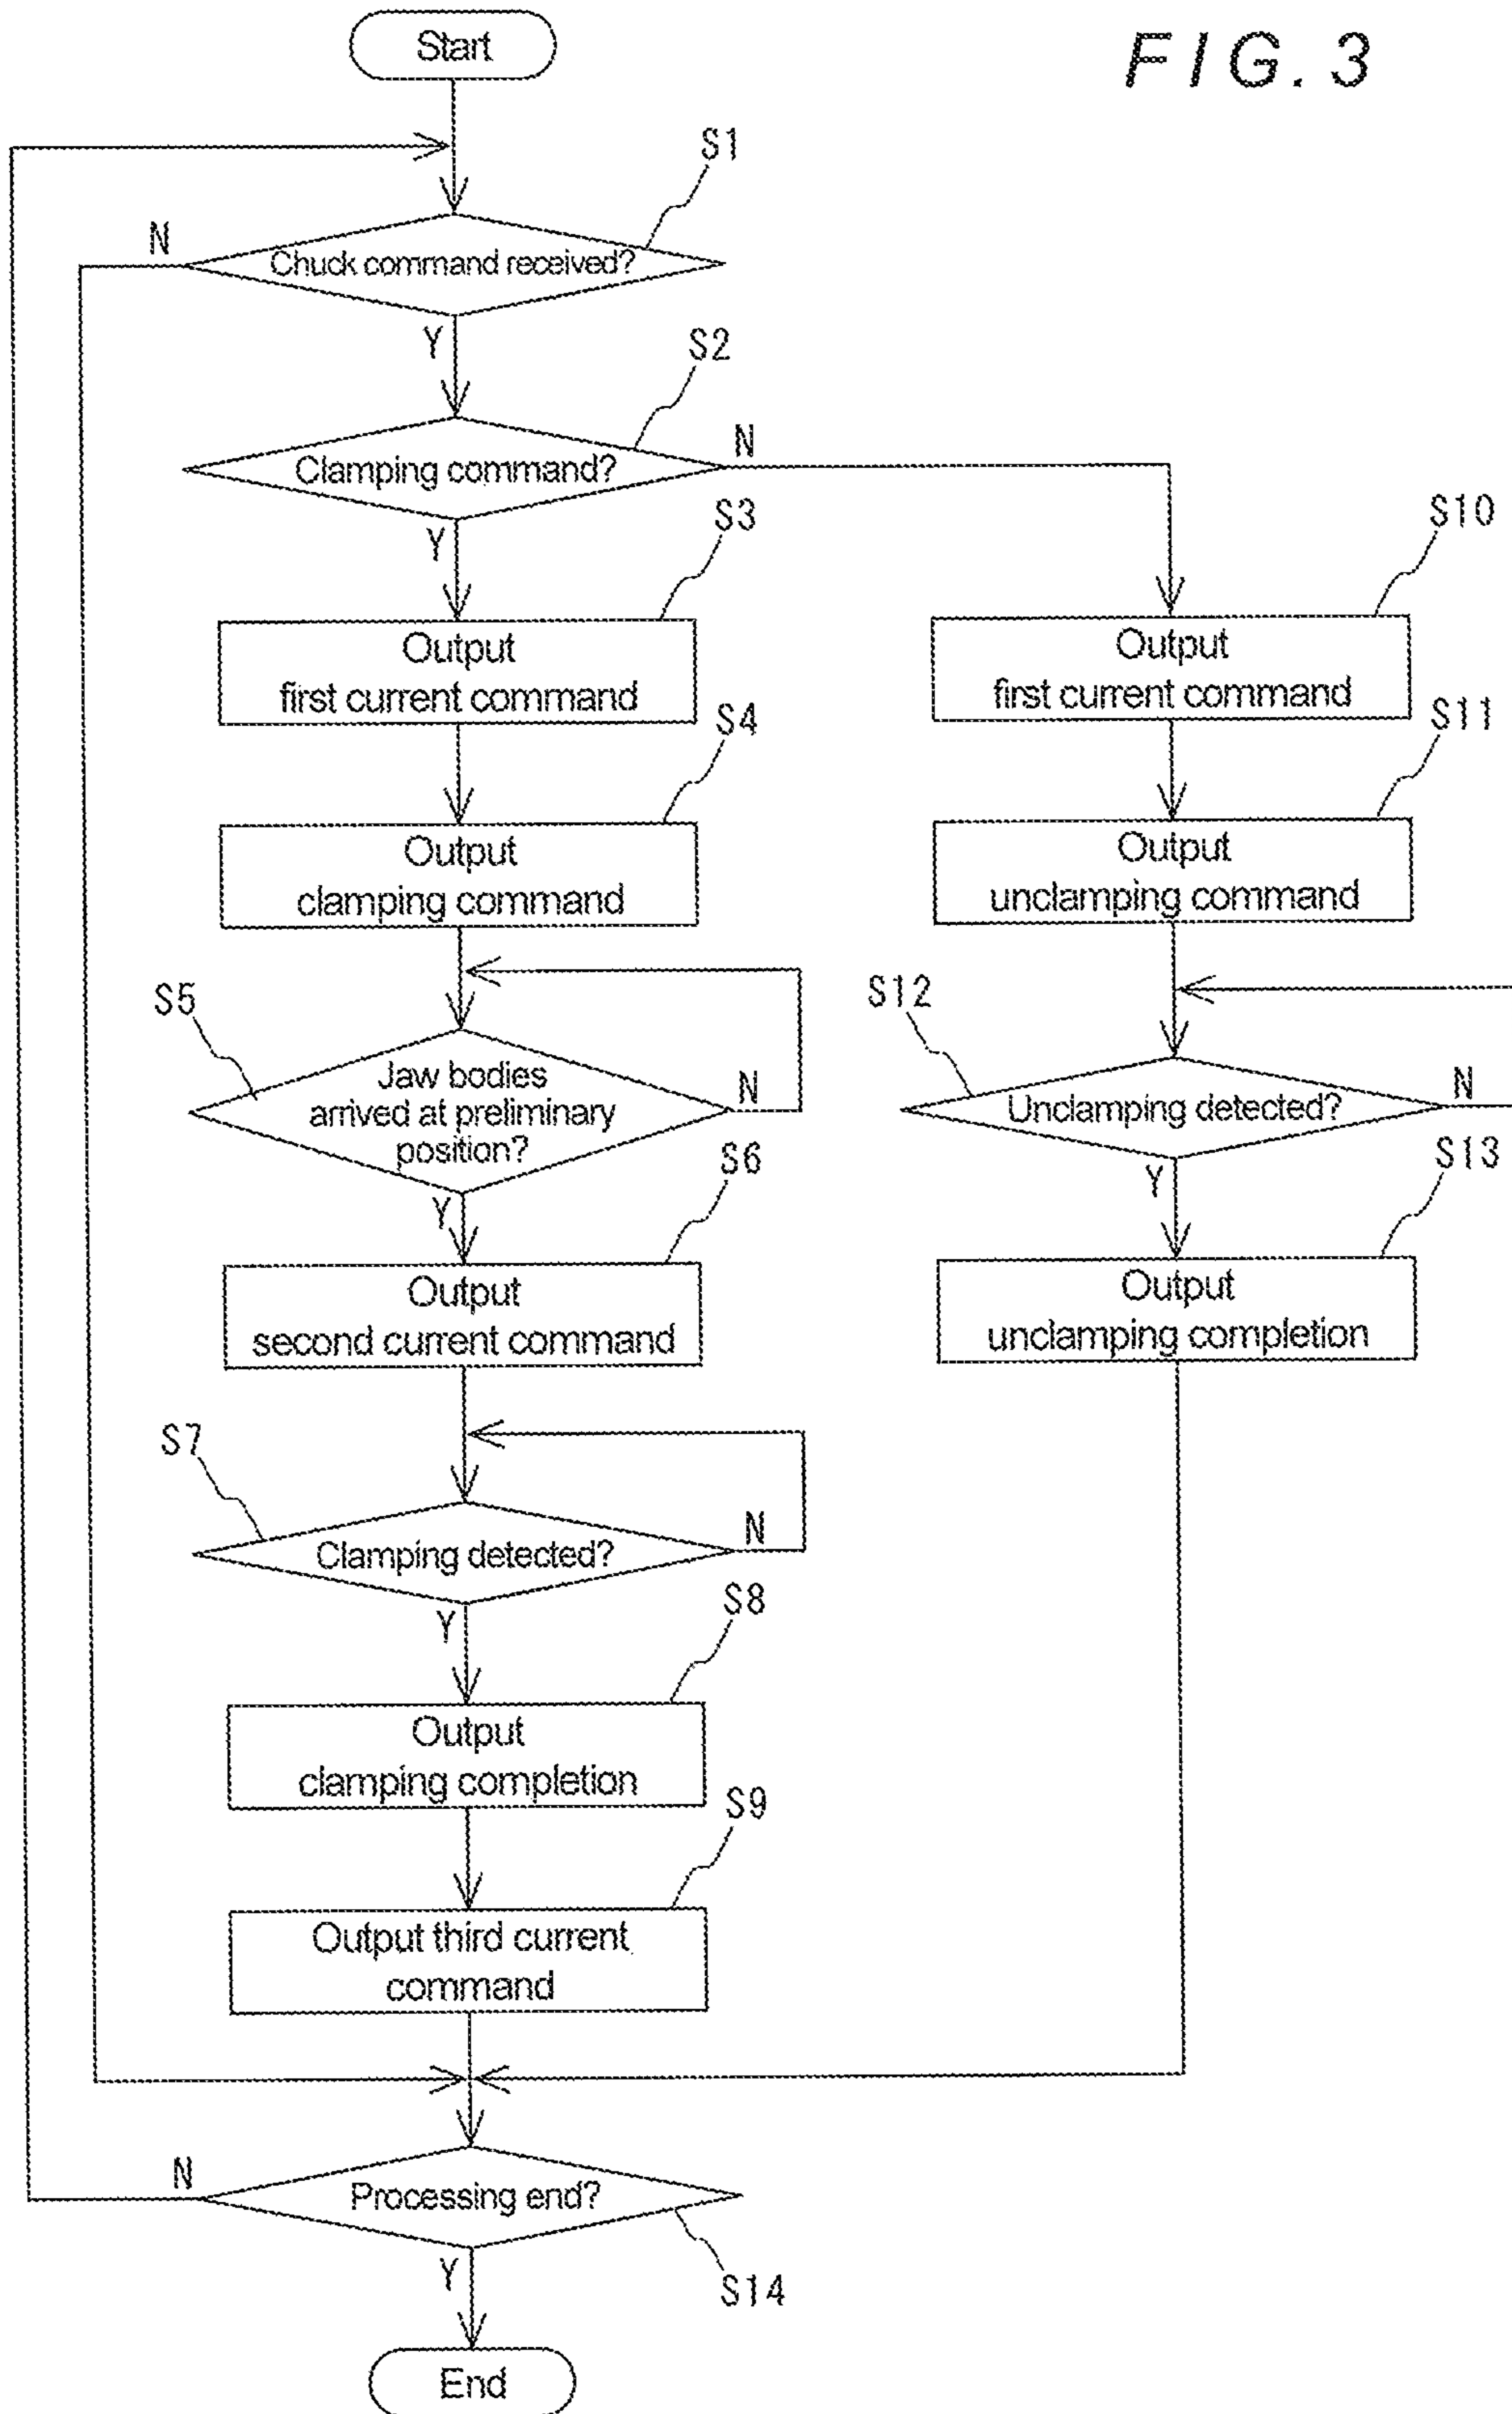 FIG. 3
Start
S1
N
Chuck command received?
Y
S2
Clamping command?
N
Y
S3
Output
first current command
S4
Output
clamping command
S5
Jaw bodies
arrived at preliminary
position?
N
Y
S6
Output
second current command
S7
Clamping detected?
N
Y
S8
Output
clamping completion
S9
Output third current
command
S10
Output
first current command
S11
Output
unclamping command
S12
Unclamping detected?
N
Y
S13
Output
unclamping completion
N
Processing end?
S14
Y
End